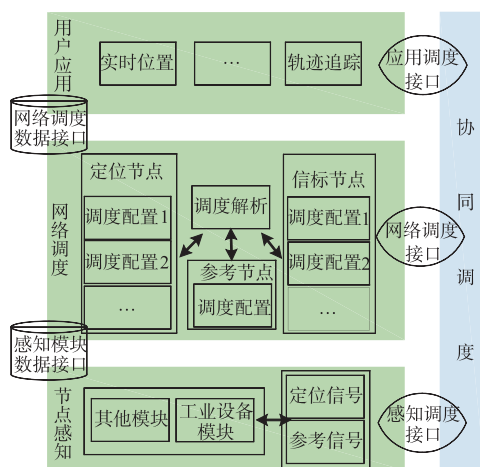 用户应用
实时位置
…
轨迹追踪
应用调度
接口
网络调度
数据接口
协同调度
网络调度
定位节点
调度配置1
调度配置2
…
调度解析
参考节点
调度配置
信标节点
调度配置1
调度配置2
…
网络调度
接口
感知模块
数据接口
节点感知
其他模块
工业设备
模块
定位信号
参考信号
感知调度
接口